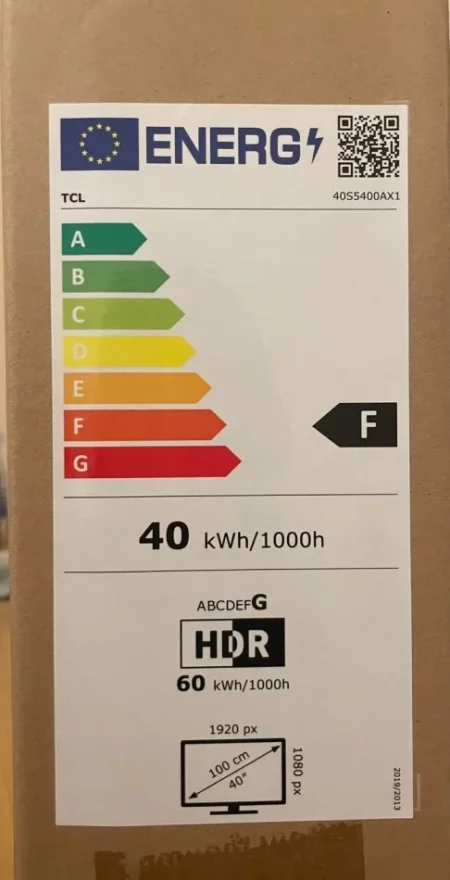 ENERG
TCL 40S5400AX1
A
B
C
D
E
F
F
G
40 kWh/1000h
ABCDEFG
HDR
60 kWh/1000h
1920 px
100 cm
40"
1080 px
2019/2013